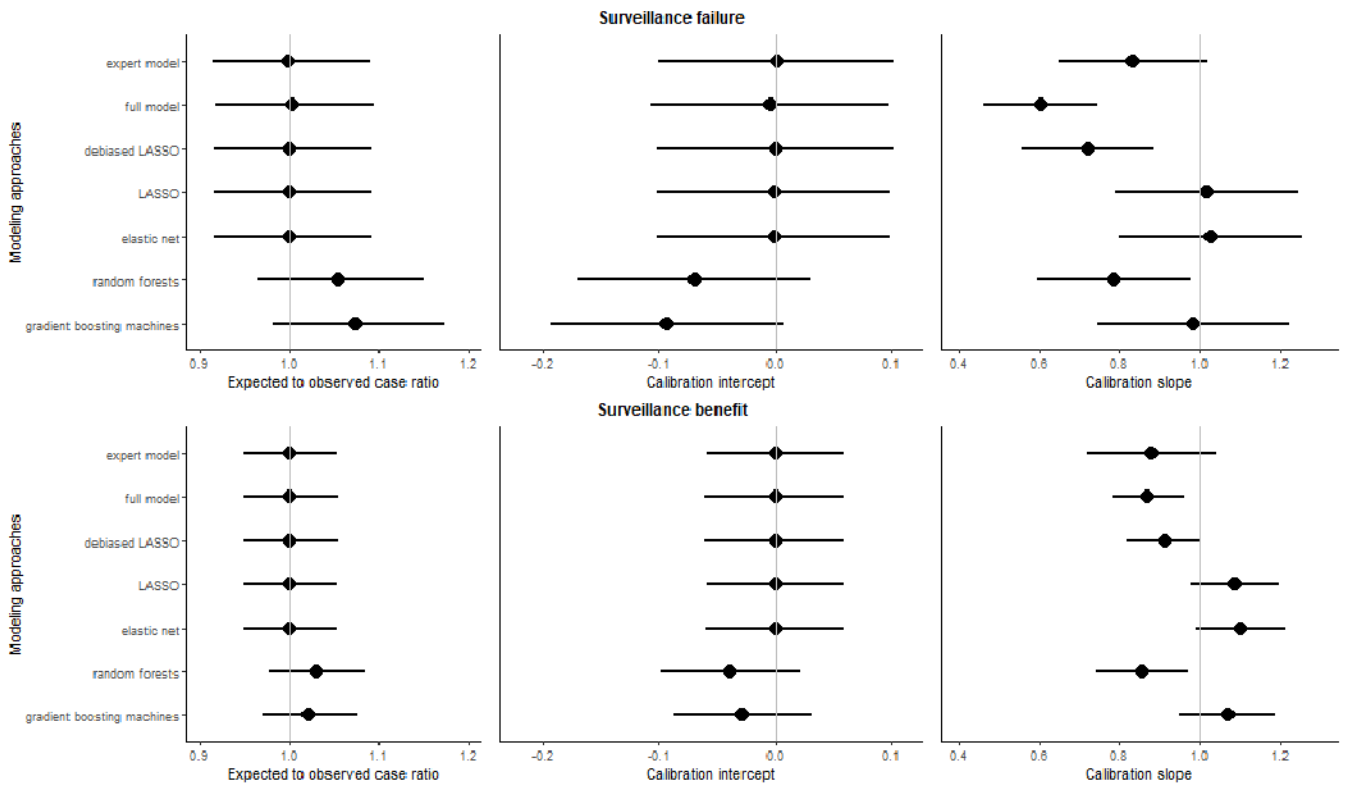 Surveillance failure
Modeling approaches
expert model
full model
debiased LASSO
LASSO
elastic net
random forests
gradient boosting machines
0.9 1.0 1.1 1.2
Expected to observed case ratio
-0.2 -0.1 0.0 0.1
Calibration intercept
0.4 0.6 0.8 1.0 1.2
Calibration slope
Surveillance benefit
Modeling approaches
expert model
full model
debiased LASSO
LASSO
elastic net
random forests
gradient boosting machines
0.9 1.0 1.1 1.2
Expected to observed case ratio
-0.2 -0.1 0.0 0.1
Calibration intercept
0.4 0.6 0.8 1.0 1.2
Calibration slope